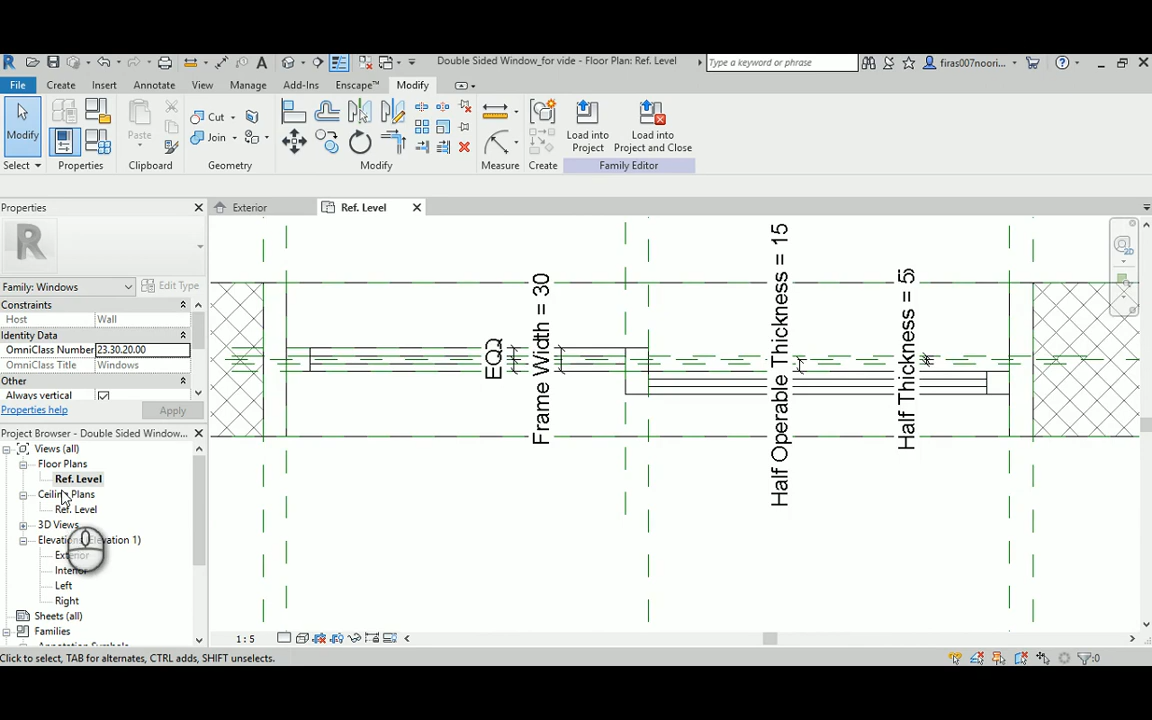 Double Sided Window_for vide - Floor Plan: Ref. Level
Type a keyword or phrase
firas007noori...
File
Create
Insert
Annotate
View
Manage
Add-Ins
Enscape™
Modify
Modify
Paste
Cut
Join
Load into
Project
Load into
Project and Close
Select
Properties
Clipboard
Geometry
Modify
Measure
Create
Family Editor
Properties
Exterior
Ref. Level
Family: Windows
Edit Type
Constraints
Host
Wall
Identity Data
OmniClass Number
23.30.20.00
OmniClass Title
Windows
Other
Always vertical
Properties help
Apply
Project Browser - Double Sided Window...
Views (all)
Floor Plans
Ref. Level
Ceiling Plans
Ref. Level
3D Views
Elevations (Elevation 1)
Exterior
Interior
Left
Right
Sheets (all)
Families
Annotation Symbols
EQ
Frame Width = 30
Half Operable Thickness = 15
Half Thickness = 5
1 : 5
Click to select, TAB for alternates, CTRL adds, SHIFT unselects.
:0